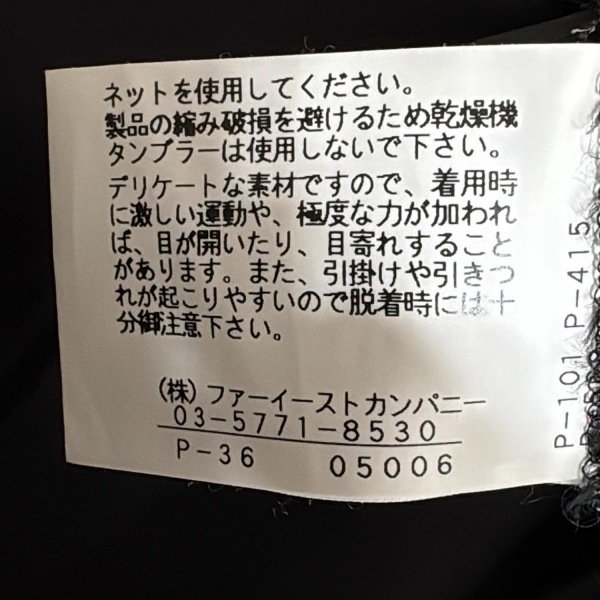 ネットを使用してください。
製品の縮み破損を避けるため乾燥機
タンブラーは使用しないで下さい。
デリケートな素材ですので、着用時
に激しい運動や、極度な力が加われ
ば、目が開いたり、目寄れすること
があります。また、引掛けや引きつ
れが起こりやすいので脱着時には十
分御注意下さい。
(株) ファーイーストカンパニー
03-5771-8530
P-36 05006
P-101 P-415